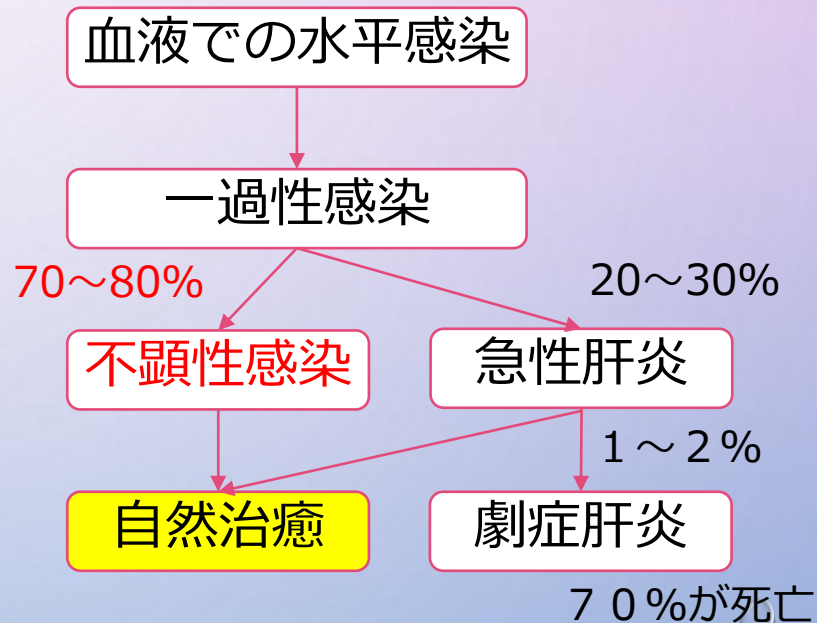 血液での水平感染
一過性感染
70～80%
20～30%
不顕性感染
急性肝炎
１～２%
自然治癒
劇症肝炎
７０%が死亡